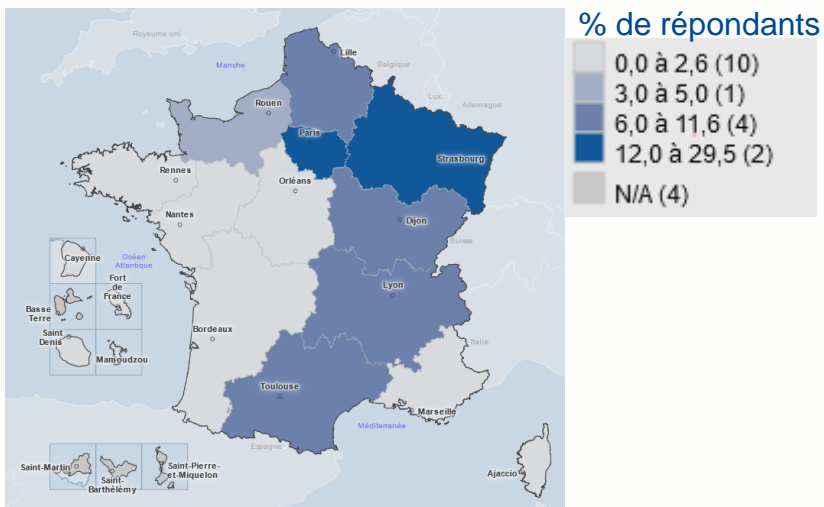 % de répondants
0,0 à 2,6 (10)
3,0 à 5,0 (1)
6,0 à 11,6 (4)
12,0 à 29,5 (2)
N/A (4)
Royaume uni
Lille
Manche
Belgique
Lux
Allemagne
Rouen
Paris
Strasbourg
Rennes
Orléans
Nantes
Dijon
Suisse
Cayenne
Océan
Atlantique
Fort
de
France
Lyon
Basse
Terre
Saint
Denis
Bordeaux
Mamoudzou
Italie
Toulouse
Marseille
Méditerranée
Espagne
Saint-Martin
Saint-
Barthélémy
Saint-Pierre-
et-Miquelon
Ajaccio